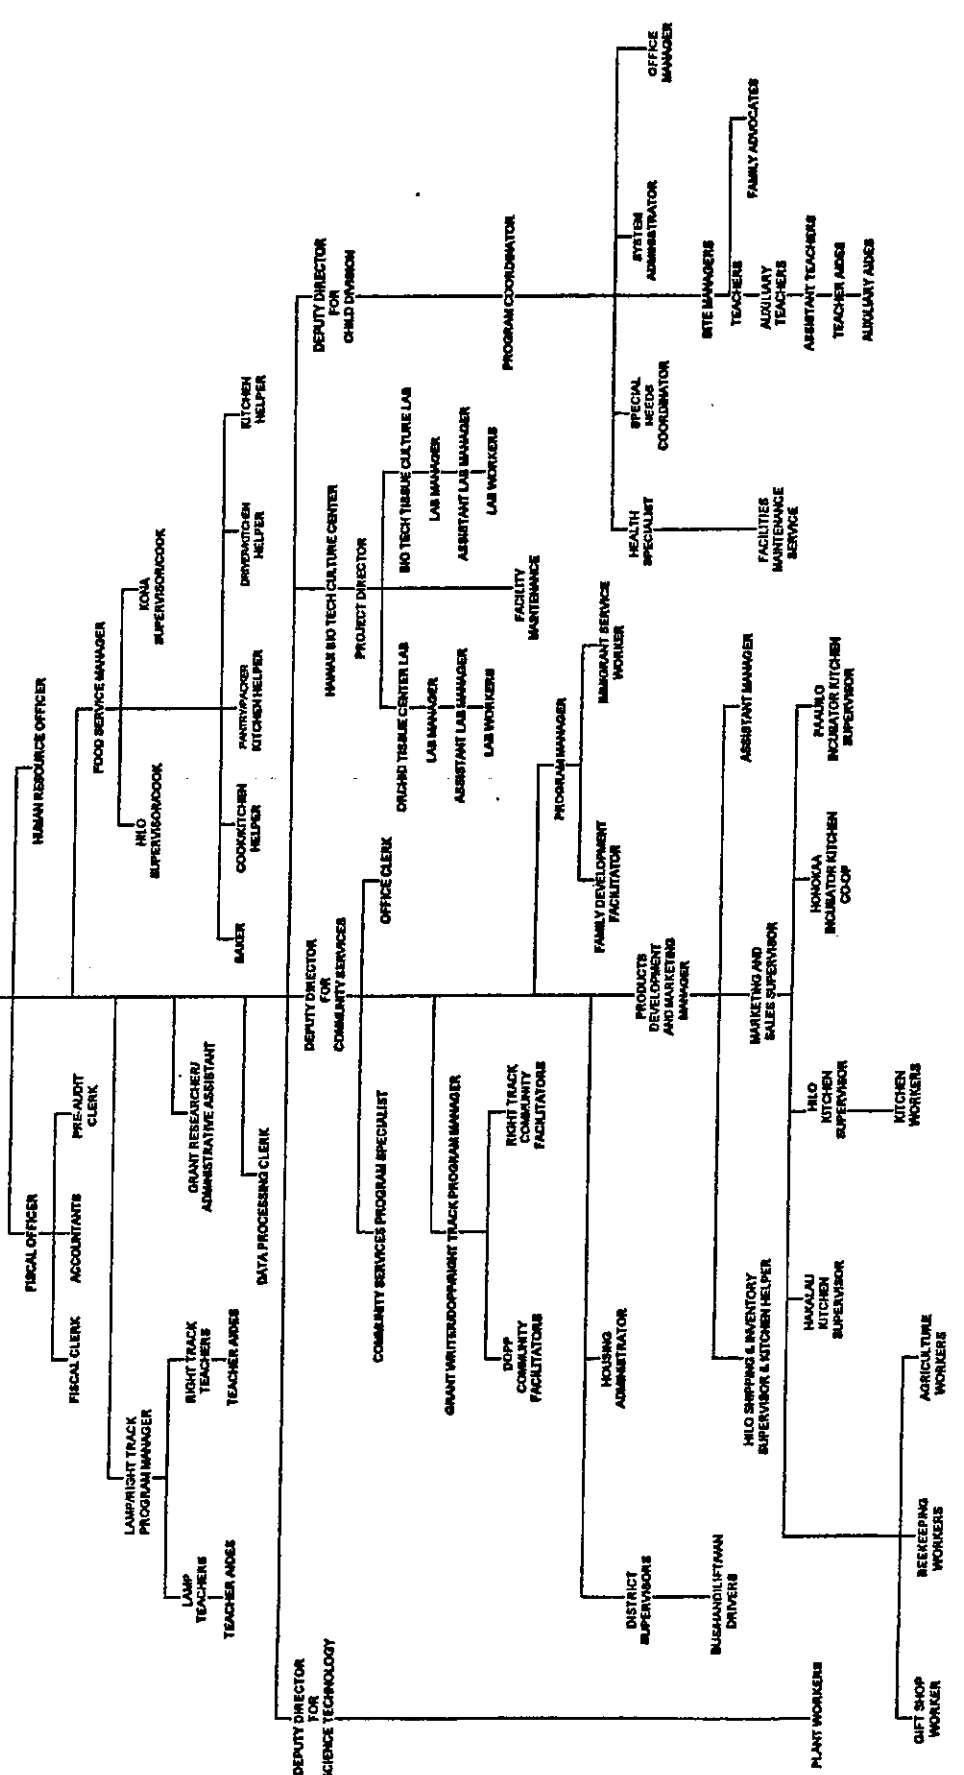 HUMAN RESOURCE OFFICER
FISCAL OFFICER
FISCAL CLERK
ACCOUNTANTS
PRE-AUDIT
CLERK
FOOD SERVICE MANAGER
HILO
SUPERVISOR/COOK
KONA
SUPERVISOR/COOK
BAKER
COOK/KITCHEN
HELPER
PANTRY/PACKER
KITCHEN HELPER
DRIVER/KITCHEN
HELPER
KITCHEN
HELPER
LAMP/RIGHT TRACK
PROGRAM MANAGER
LAMP
TEACHERS
TEACHER AIDES
RIGHT TRACK
TEACHERS
TEACHER AIDES
GRANT RESEARCHER/
ADMINISTRATIVE ASSISTANT
DATA PROCESSING CLERK
DEPUTY DIRECTOR
FOR
SCIENCE TECHNOLOGY
PLANT WORKERS
DEPUTY DIRECTOR
FOR
COMMUNITY SERVICES
COMMUNITY SERVICES PROGRAM SPECIALIST
OFFICE CLERK
GRANT WRITER/DOPP/RIGHT TRACK PROGRAM MANAGER
DOPP
COMMUNITY
FACILITATORS
RIGHT TRACK
COMMUNITY
FACILITATORS
PROGRAM MANAGER
FAMILY DEVELOPMENT
FACILITATOR
IMMIGRANT SERVICE
WORKER
HOUSING
ADMINISTRATOR
DISTRICT
SUPERVISORS
BUS/HANDILIFT/VAN
DRIVERS
PRODUCTS
DEVELOPMENT
AND MARKETING
MANAGER
HILO SHIPPING & INVENTORY
SUPERVISOR & KITCHEN HELPER
MARKETING AND
SALES SUPERVISOR
ASSISTANT MANAGER
HAKALAU
KITCHEN
SUPERVISOR
HILO
KITCHEN
SUPERVISOR
KITCHEN
WORKERS
HONOKAA
INCUBATOR KITCHEN
CO-OP
PAAUILO
INCUBATOR KITCHEN
SUPERVISOR
GIFT SHOP
WORKER
BEEKEEPING
WORKERS
AGRICULTURE
WORKERS
HAWAII BIO TECH CULTURE CENTER
PROJECT DIRECTOR
ORCHID TISSUE CENTER LAB
LAB MANAGER
ASSISTANT LAB MANAGER
LAB WORKERS
BIO TECH TISSUE CULTURE LAB
LAB MANAGER
ASSISTANT LAB MANAGER
LAB WORKERS
FACILITY
MAINTENANCE
DEPUTY DIRECTOR
FOR
CHILD DIVISION
PROGRAM COORDINATOR
HEALTH
SPECIALIST
FACILITIES
MAINTENANCE
SERVICE
SPECIAL
NEEDS
COORDINATOR
SYSTEM
ADMINISTRATOR
OFFICE
MANAGER
SITE MANAGERS
TEACHERS
AUXILIARY
TEACHERS
ASSISTANT TEACHERS
TEACHER AIDES
AUXILIARY AIDES
FAMILY ADVOCATES